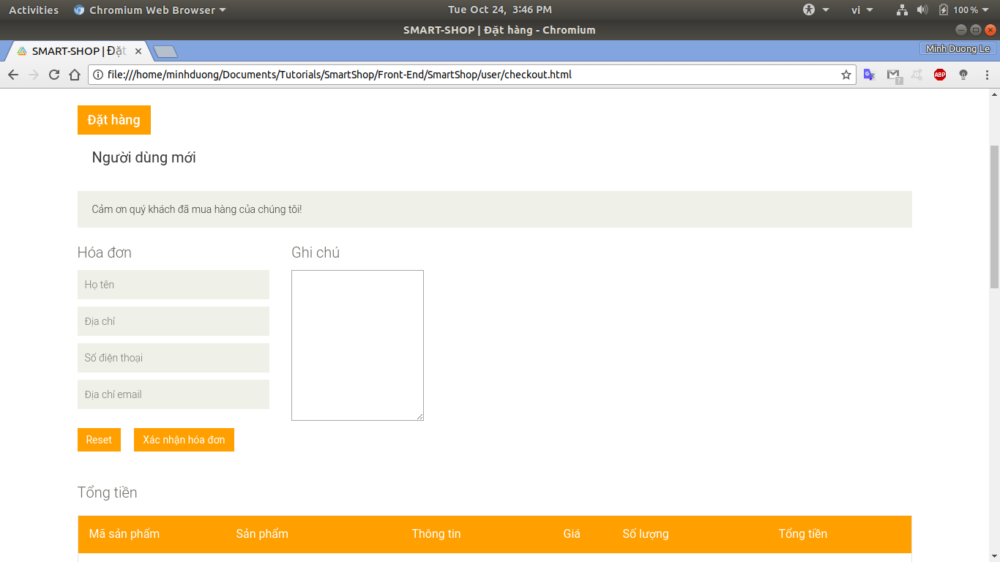 Activities Chromium Web Browser Tue Oct 24, 3:46 PM vi 100 %
SMART-SHOP | Đặt hàng - Chromium
SMART-SHOP | Đặt Minh Duong Le
file:///home/minhduong/Documents/Tutorials/SmartShop/Front-End/SmartShop/user/checkout.html ? ABP
Đặt hàng
Người dùng mới
Cảm ơn quý khách đã mua hàng của chúng tôi!
Hóa đơn Ghi chú
Họ tên
Địa chỉ
Số điện thoại
Địa chỉ email
Reset Xác nhận hóa đơn
Tổng tiền
Mã sản phẩm Sản phẩm Thông tin Giá Số lượng Tổng tiền